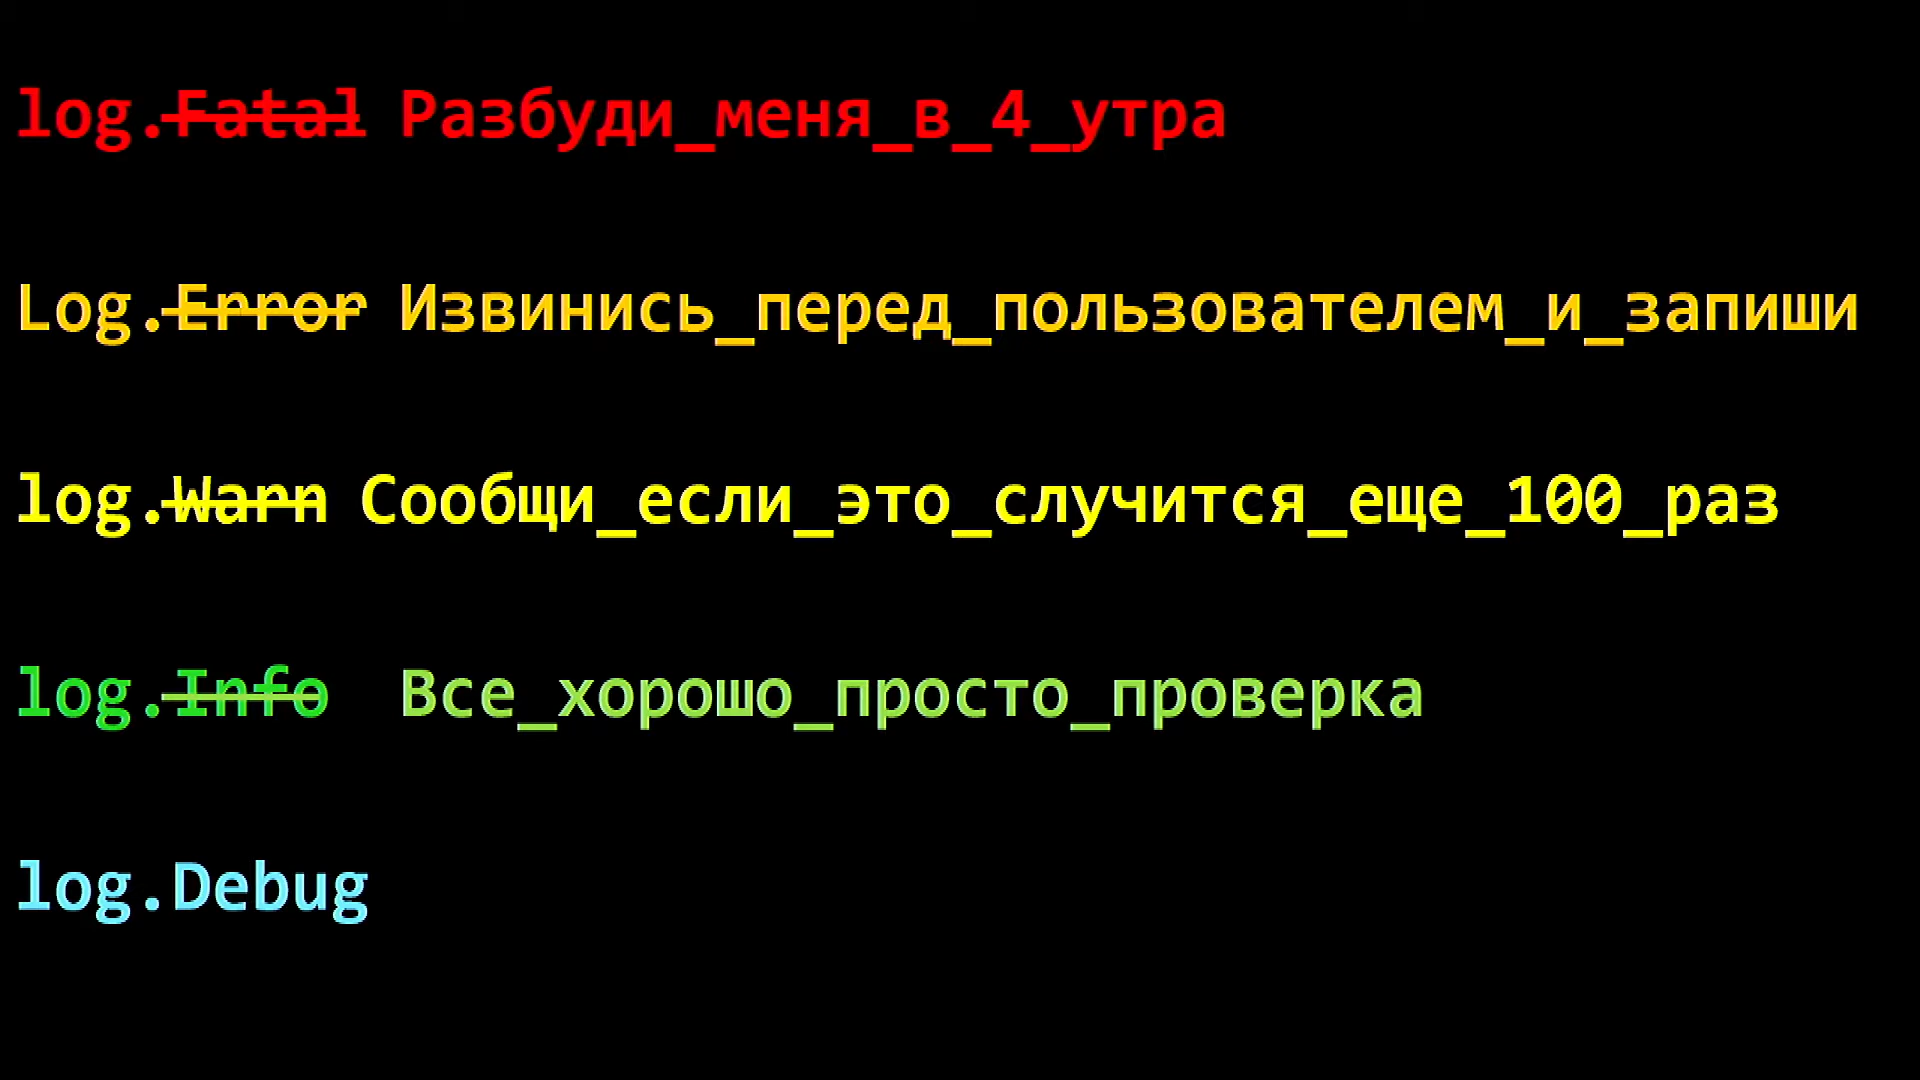 log.Fatal Разбуди_меня_в_4_утра
Log.Error Извинись_перед_пользователем_и_запиши
log.Warn Сообщи_если_это_случится_еще_100_раз
log.Info Все_хорошо_просто_проверка
log.Debug